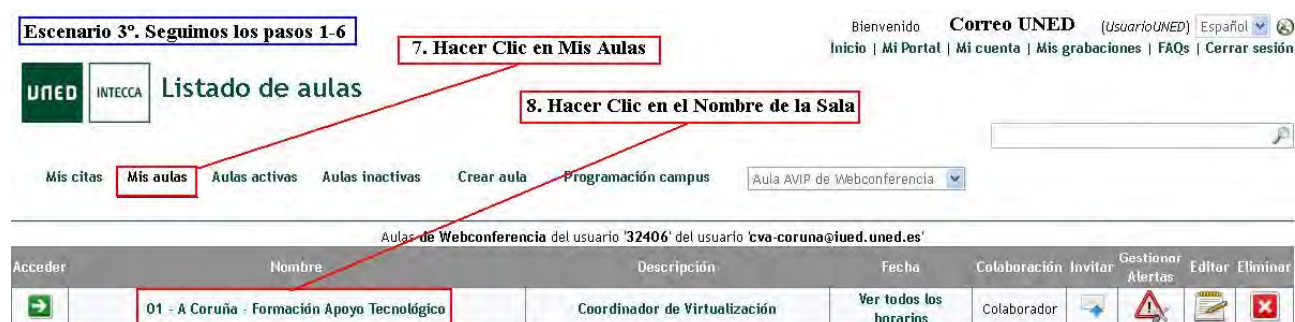 Escenario 3º. Seguimos los pasos 1-6
7. Hacer Clic en Mis Aulas
Bienvenido Correo UNED (UsuarioUNED) Español
Inicio | Mi Portal | Mi cuenta | Mis grabaciones | FAQs | Cerrar sesión
UNED INTECCA Listado de aulas
8. Hacer Clic en el Nombre de la Sala
Mis citas Mis aulas Aulas activas Aulas inactivas Crear aula Programación campus Aula AVIP de Webconferencia
Aulas de Webconferencia del usuario '32406' del usuario 'cva-coruna@iued.uned.es'
Acceder Nombre Descripción Fecha Colaboración Invitar Gestionar Alertas Editar Eliminar
01 - A Coruña - Formación Apoyo Tecnológico Coordinador de Virtualización Ver todos los horarios Colaborador